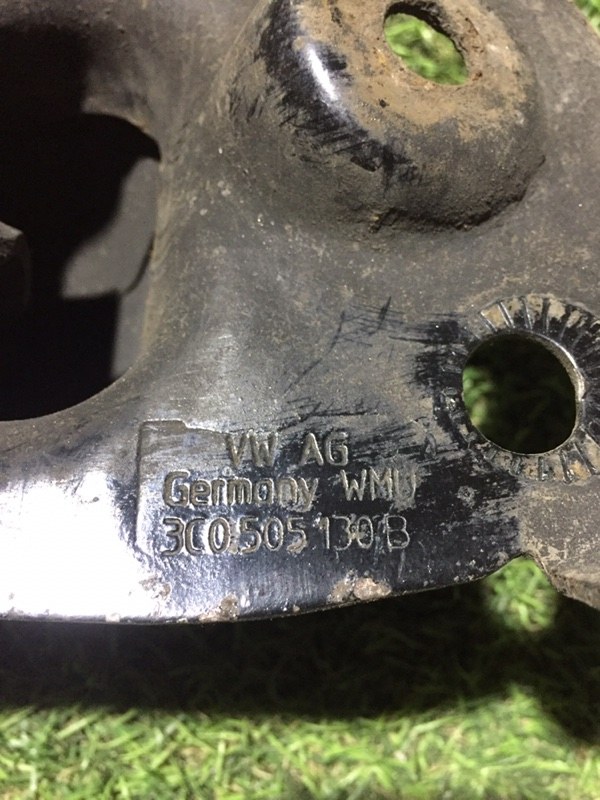 VW AG
Germany WMU
3C0 505 130 B